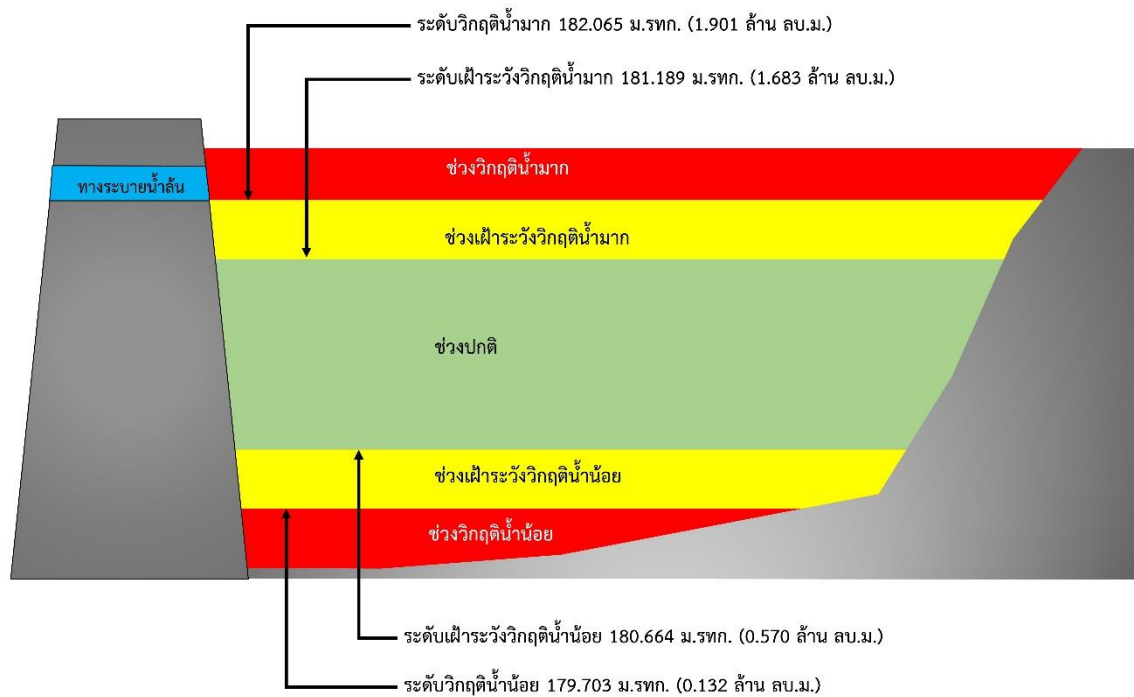 ระดับวิกฤติน้ำมาก 182.065 ม.รทก. (1.901 ล้าน ลบ.ม.)
ระดับเฝ้าระวังวิกฤติน้ำมาก 181.189 ม.รทก. (1.683 ล้าน ลบ.ม.)
ช่วงวิกฤติน้ำมาก
ทางระบายน้ำล้น
ช่วงเฝ้าระวังวิกฤติน้ำมาก
ช่วงปกติ
ช่วงเฝ้าระวังวิกฤติน้ำน้อย
ช่วงวิกฤติน้ำน้อย
ระดับเฝ้าระวังวิกฤติน้ำน้อย 180.664 ม.รทก. (0.570 ล้าน ลบ.ม.)
ระดับวิกฤติน้ำน้อย 179.703 ม.รทก. (0.132 ล้าน ลบ.ม.)